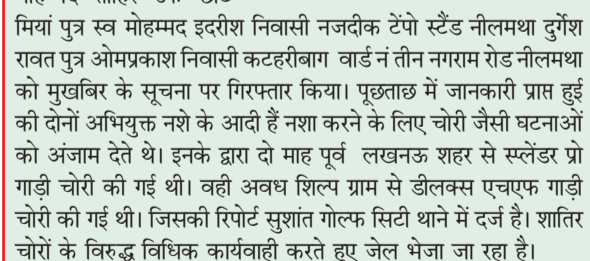 मियां पुत्र स्व मोहम्मद इदरीश निवासी नजदीक टेंपो स्टैंड नीलमथा दुर्गेश
रावत पुत्र ओमप्रकाश निवासी कटहरीबाग वार्ड नं तीन नगराम रोड नीलमथा
को मुखबिर के सूचना पर गिरफ्तार किया। पूछताछ में जानकारी प्राप्त हुई
की दोनों अभियुक्त नशे के आदी हैं नशा करने के लिए चोरी जैसी घटनाओं
को अंजाम देते थे। इनके द्वारा दो माह पूर्व लखनऊ शहर से स्प्लेंडर प्रो
गाड़ी चोरी की गई थी। वही अवध शिल्प ग्राम से डीलक्स एचएफ गाड़ी
चोरी की गई थी। जिसकी रिपोर्ट सुशांत गोल्फ सिटी थाने में दर्ज है। शातिर
चोरों के विरुद्ध विधिक कार्यवाही करते हुए जेल भेजा जा रहा है।